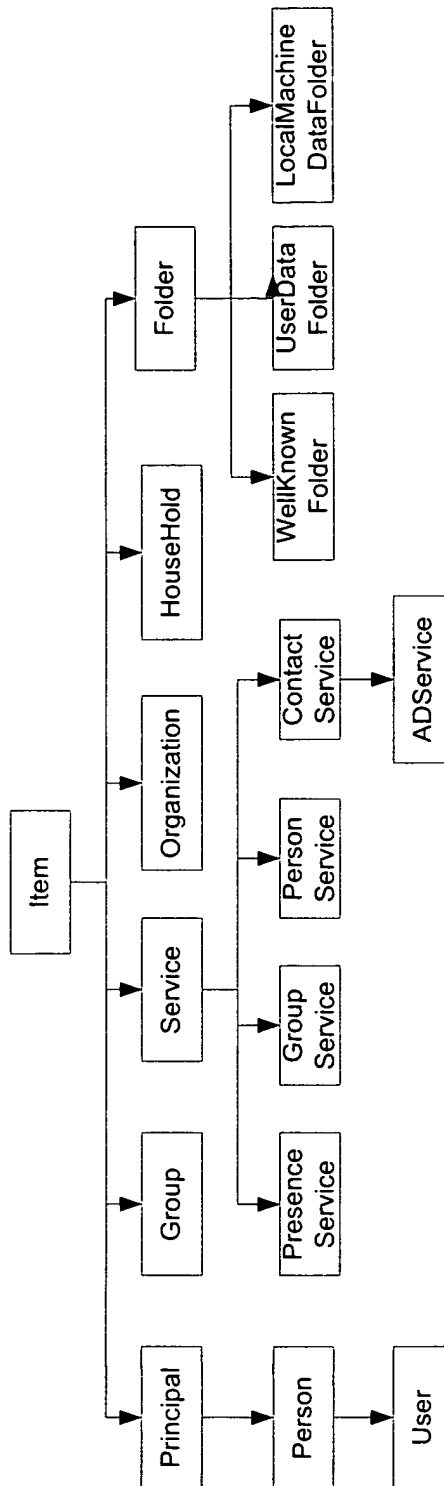 Item
Principal
Group
Service
Organization
HouseHold
Folder
Person
Presence
Service
Group
Service
Person
Service
Contact
Service
WellKnown
Folder
UserData
Folder
LocalMachine
DataFolder
User
ADService